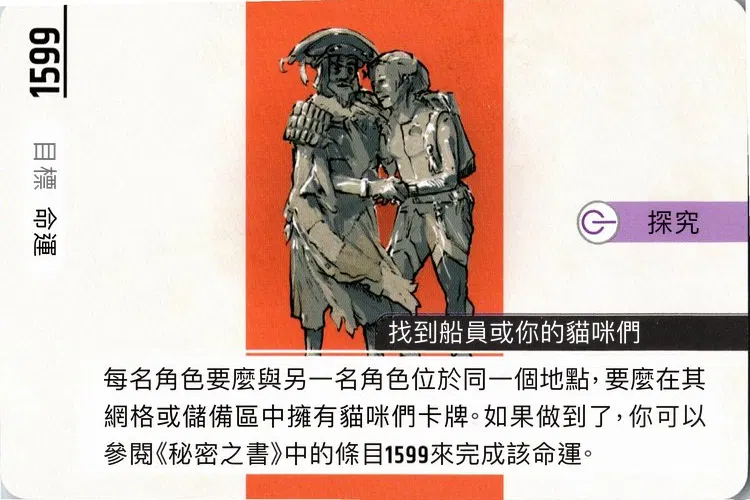 1599
目標 命運
探究
找到船員或你的貓咪們
每名角色要麼與另一名角色位於同一個地點，要麼在其
網格或儲備區中擁有貓咪們卡牌。如果做到了，你可以
參閱《秘密之書》中的條目1599來完成該命運。